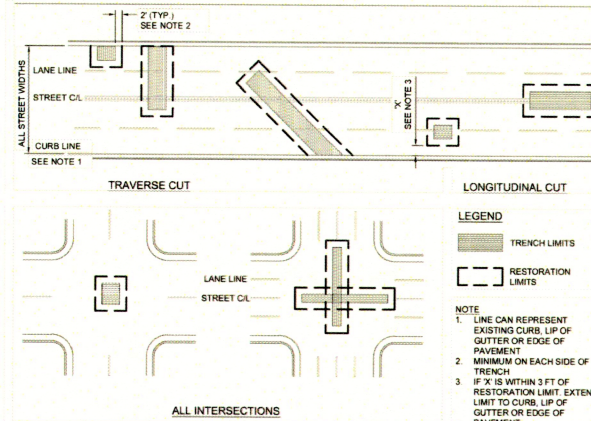 2' (TYP.)
SEE NOTE 2
ALL STREET WIDTHS
LANE LINE
STREET C/L
CURB LINE
SEE NOTE 1
'X'
SEE NOTE 3
TRAVERSE CUT
LONGITUDINAL CUT
LEGEND
TRENCH LIMITS
RESTORATION
LIMITS
LANE LINE
STREET C/L
ALL INTERSECTIONS
NOTE
1. LINE CAN REPRESENT
EXISTING CURB, LIP OF
GUTTER OR EDGE OF
PAVEMENT
2. MINIMUM ON EACH SIDE OF
TRENCH
3. IF 'X' IS WITHIN 3 FT OF
RESTORATION LIMIT. EXTEN
LIMIT TO CURB, LIP OF
GUTTER OR EDGE OF
PAVEMENT